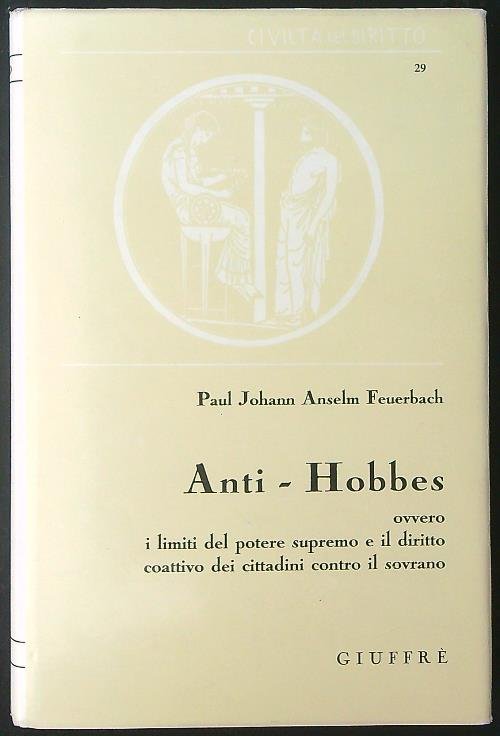 CIVILTÀ DEL DIRITTO
29
Paul Johann Anselm Feuerbach
Anti - Hobbes
ovvero
i limiti del potere supremo e il diritto
coattivo dei cittadini contro il sovrano
GIUFFRÈ